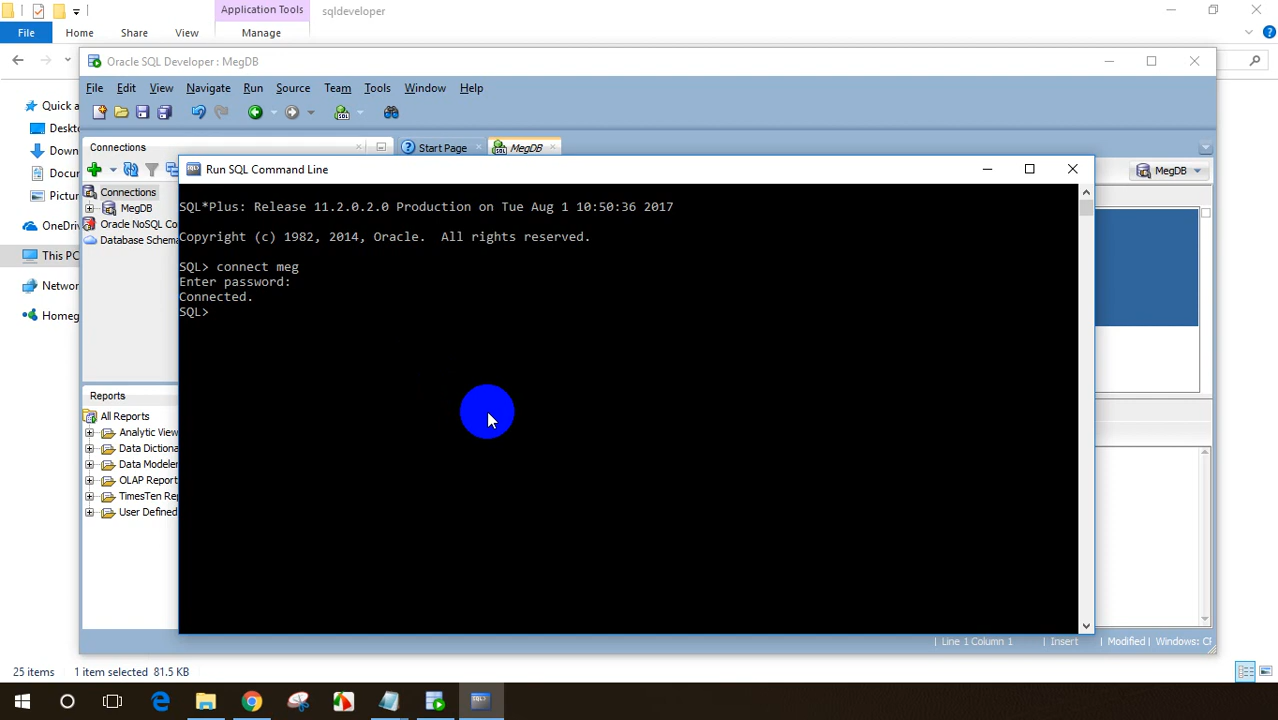 Application Tools
sqldeveloper
File
Home
Share
View
Manage
Oracle SQL Developer : MegDB
File
Edit
View
Navigate
Run
Source
Team
Tools
Window
Help
Connections
Start Page
MegDB
MegDB
Connections
MegDB
Oracle NoSQL Co
Database Schema
Quick a
Deskt
Down
Docur
Pictur
OneDriv
This PC
Networ
Homeg
Run SQL Command Line
SQL*Plus: Release 11.2.0.2.0 Production on Tue Aug 1 10:50:36 2017
Copyright (c) 1982, 2014, Oracle.  All rights reserved.
SQL> connect meg
Enter password:
Connected.
SQL>
Reports
All Reports
Analytic View
Data Dictiona
Data Modeler
OLAP Report
TimesTen Rep
User Defined
Line 1 Column 1
Insert
Modified
Windows: CF
25 items
1 item selected 81.5 KB